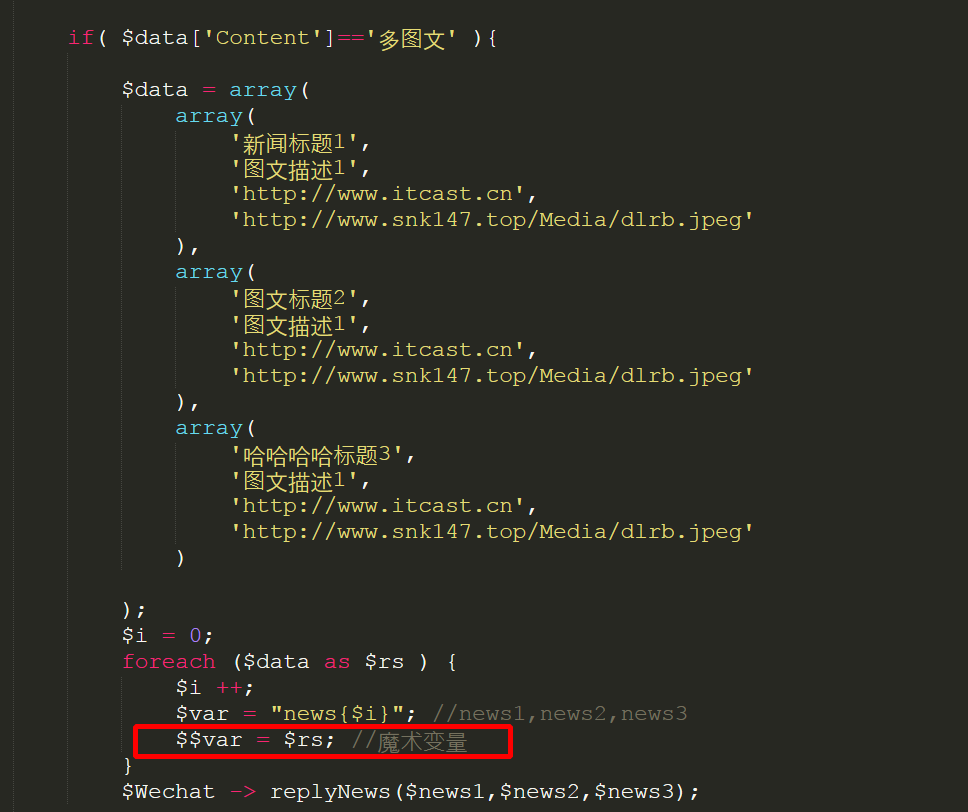 if( $data['Content']=='多图文' ){
$data = array(
array(
'新闻标题1',
'图文描述1',
'http://www.itcast.cn',
'http://www.snk147.top/Media/dlrb.jpeg'
),
array(
'图文标题2',
'图文描述1',
'http://www.itcast.cn',
'http://www.snk147.top/Media/dlrb.jpeg'
),
array(
'哈哈哈哈标题3',
'图文描述1',
'http://www.itcast.cn',
'http://www.snk147.top/Media/dlrb.jpeg'
)
);
$i = 0;
foreach ($data as $rs ) {
$i ++;
$var = "news{$i}"; //news1,news2,news3
$$var = $rs; //魔术变量
}
$Wechat -> replyNews($news1,$news2,$news3);